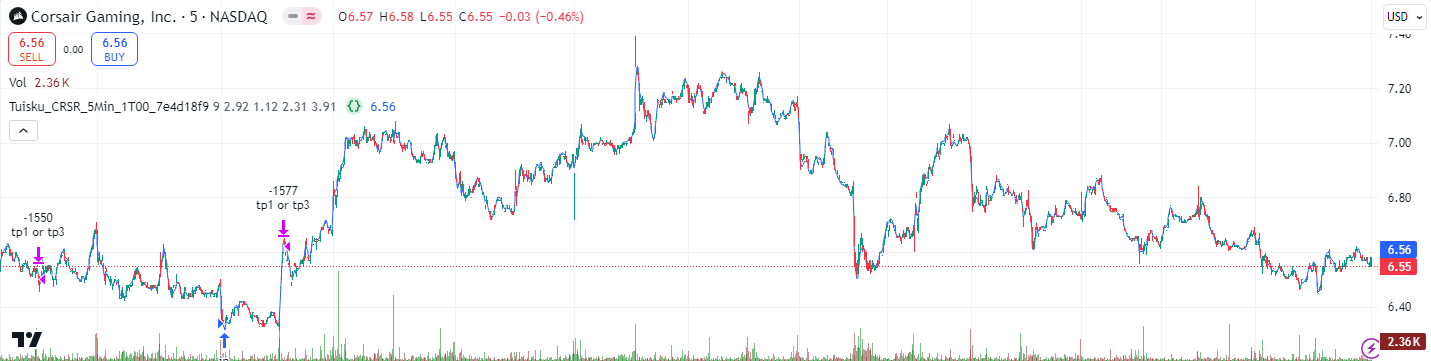 Corsair Gaming, Inc. · 5 · NASDAQ O6.57 H6.58 L6.55 C6.55 −0.03 (−0.46%)
USD
6.56 SELL 0.00 6.56 BUY
Vol 2.36 K
Tuisku_CRSR_5Min_1T00_7e4d18f9 9 2.92 1.12 2.31 3.91 {} 6.56
7.40
7.20
7.00
6.80
6.56
6.55
6.40
2.36 K
-1550
tp1 or tp3
-1577
tp1 or tp3